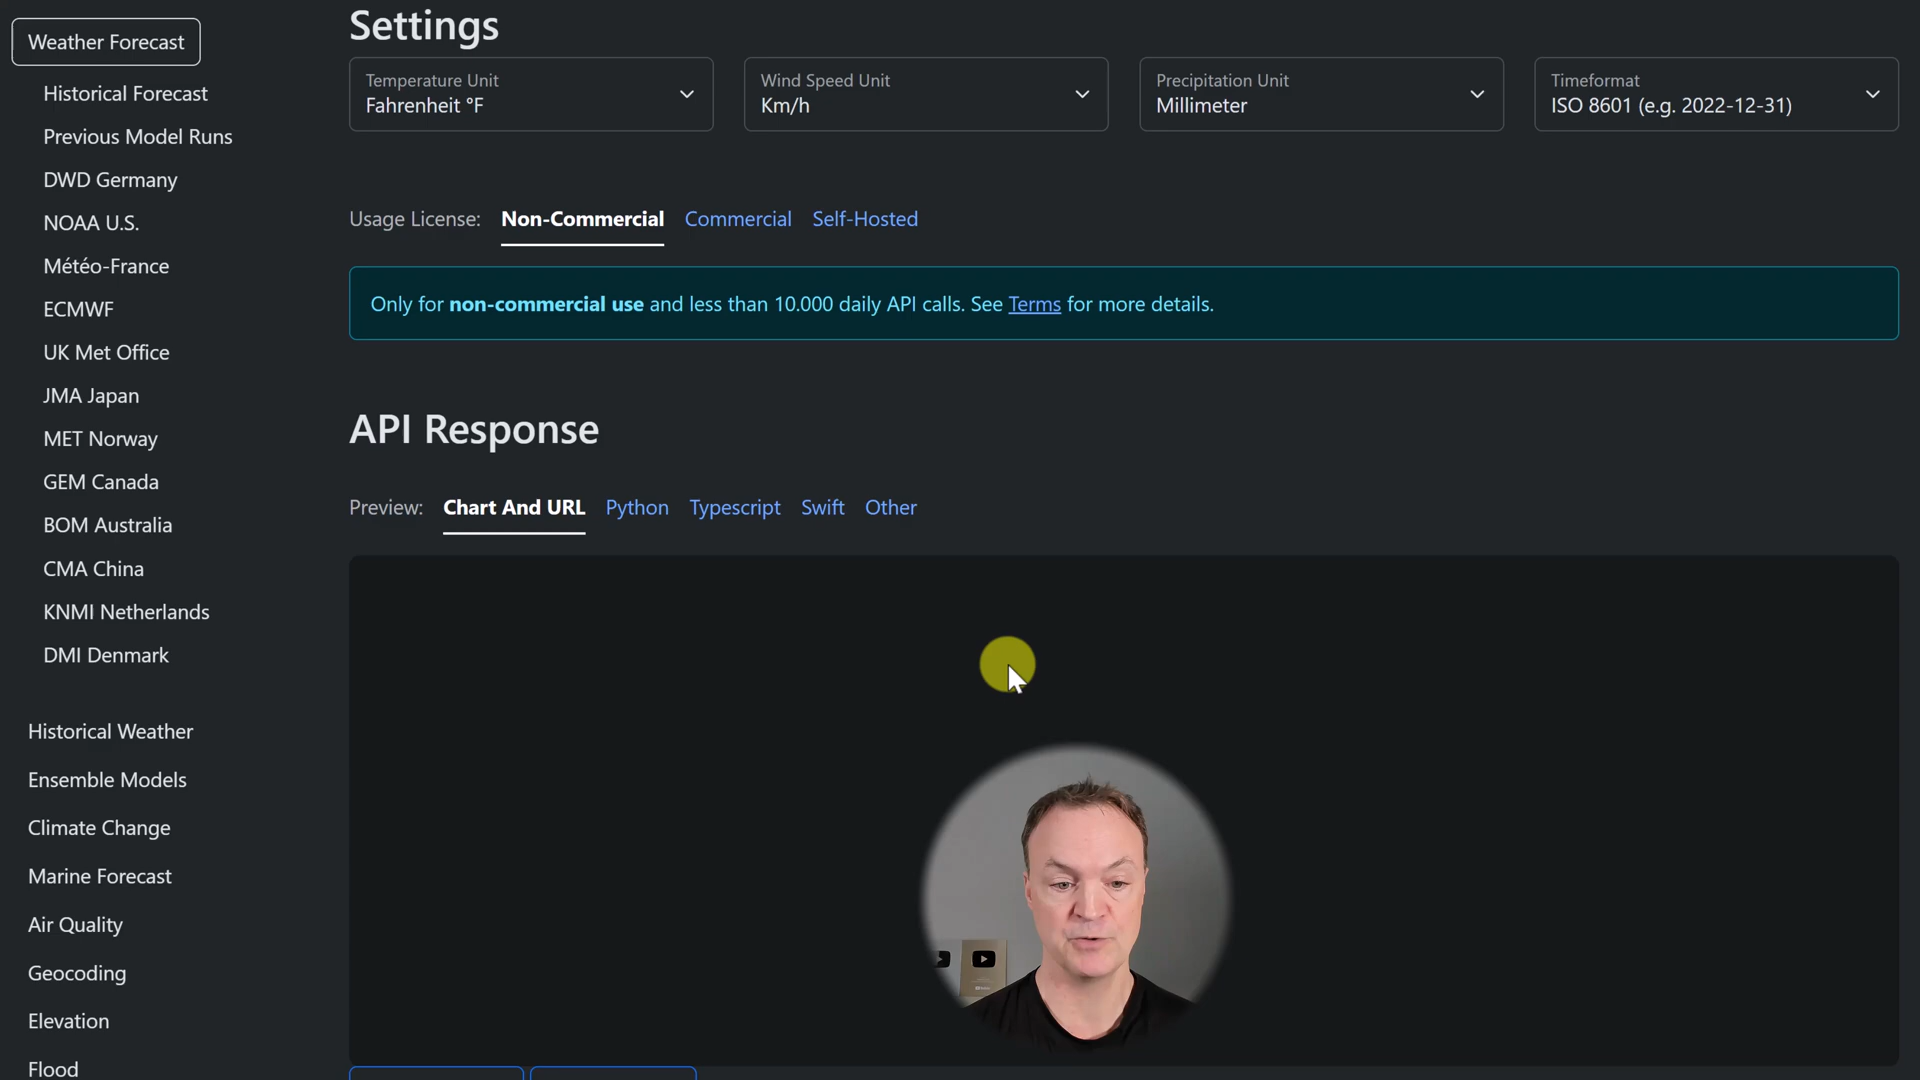 Weather Forecast
Historical Forecast
Previous Model Runs
DWD Germany
NOAA U.S.
Météo-France
ECMWF
UK Met Office
JMA Japan
MET Norway
GEM Canada
BOM Australia
CMA China
KNMI Netherlands
DMI Denmark
Historical Weather
Ensemble Models
Climate Change
Marine Forecast
Air Quality
Geocoding
Elevation
Flood
Settings
Temperature Unit
Fahrenheit °F
Wind Speed Unit
Km/h
Precipitation Unit
Millimeter
Timeformat
ISO 8601 (e.g. 2022-12-31)
Usage License: Non-Commercial Commercial Self-Hosted
Only for non-commercial use and less than 10.000 daily API calls. See Terms for more details.
API Response
Preview: Chart And URL Python Typescript Swift Other